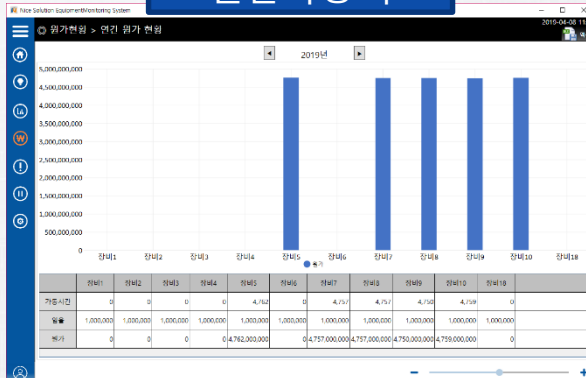 Nice Solution EquipmentMonitoring System
2019-04-08 11
원가현황 > 연간 원가 현황
2019년
5,000,000,000
4,500,000,000
4,000,000,000
3,500,000,000
3,000,000,000
2,500,000,000
2,000,000,000
1,500,000,000
1,000,000,000
500,000,000
0
장비1 장비2 장비3 장비4 장비5 장비6 장비7 장비8 장비9 장비10 장비18
원가
장비1 장비2 장비3 장비4 장비5 장비6 장비7 장비8 장비9 장비10 장비18
가동시간 0 0 0 0 4,762 0 4,757 4,757 4,750 4,759 0
임율 1,000,000 1,000,000 1,000,000 1,000,000 1,000,000 1,000,000 1,000,000 1,000,000 1,000,000 1,000,000 1,000,000
원가 0 0 0 0 4,762,000,000 0 4,757,000,000 4,757,000,000 4,750,000,000 4,759,000,000 0